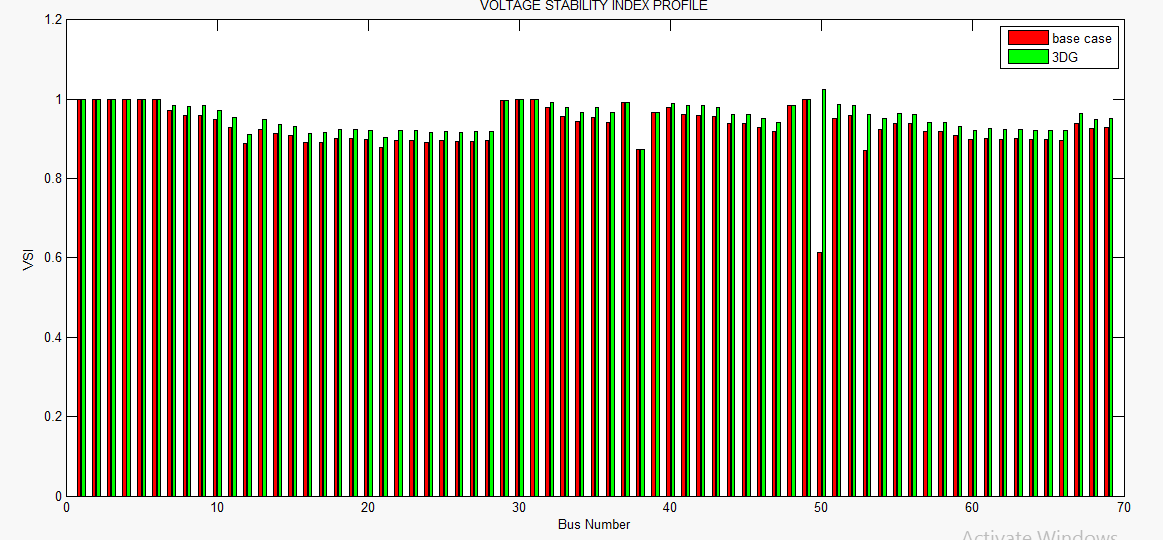 VOLTAGE STABILITY INDEX PROFILE
1.2
base case
3DG
1
0.8
0.6
VSI
0.4
0.2
0
0 10 20 30 40 50 60 70
Bus Number
Activate Windows